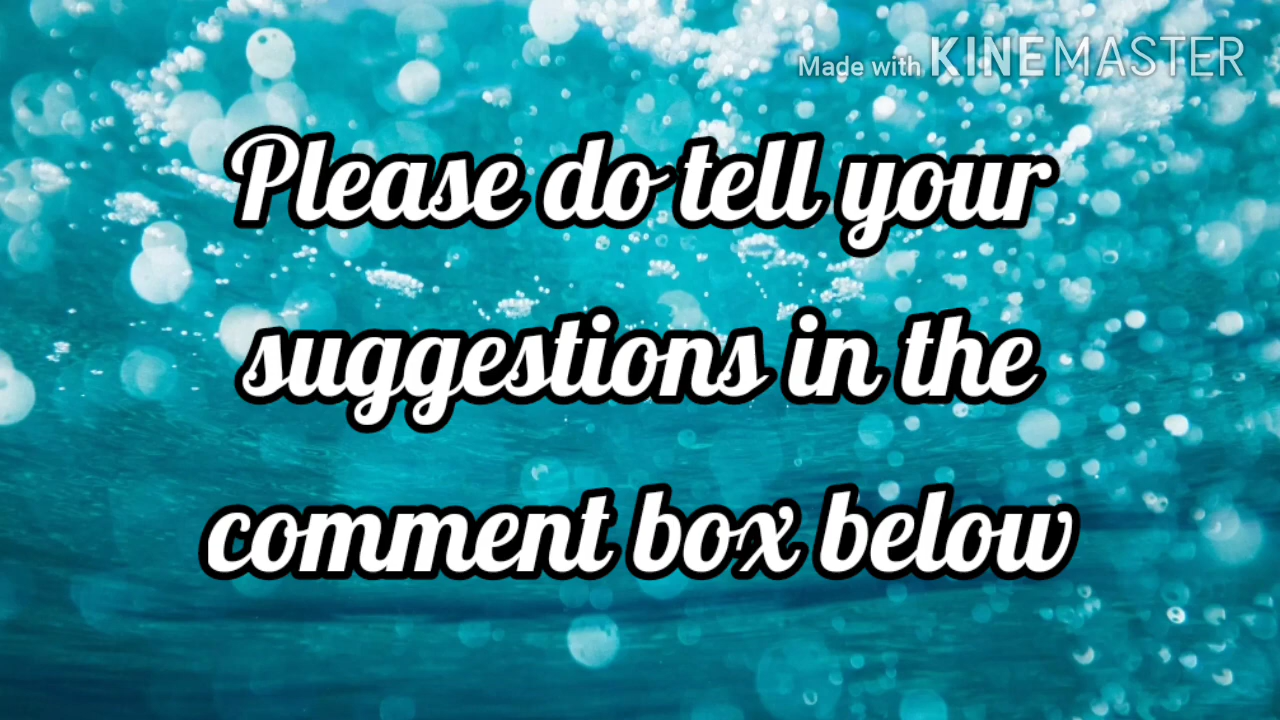 Made with KINEMASTER
Please do tell your
suggestions in the
comment box below